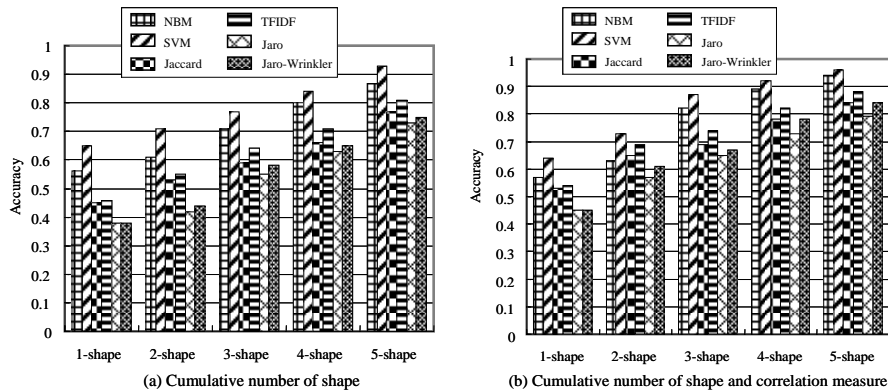 NBM TFIDF
SVM Jaro
Jaccard Jaro-Wrinkler
Accuracy
1
0.9
0.8
0.7
0.6
0.5
0.4
0.3
0.2
0.1
0
1-shape 2-shape 3-shape 4-shape 5-shape
(a) Cumulative number of shape
NBM TFIDF
SVM Jaro
Jaccard Jaro-Wrinkler
Accuracy
1
0.9
0.8
0.7
0.6
0.5
0.4
0.3
0.2
0.1
0
1-shape 2-shape 3-shape 4-shape 5-shape
(b) Cumulative number of shape and correlation measure